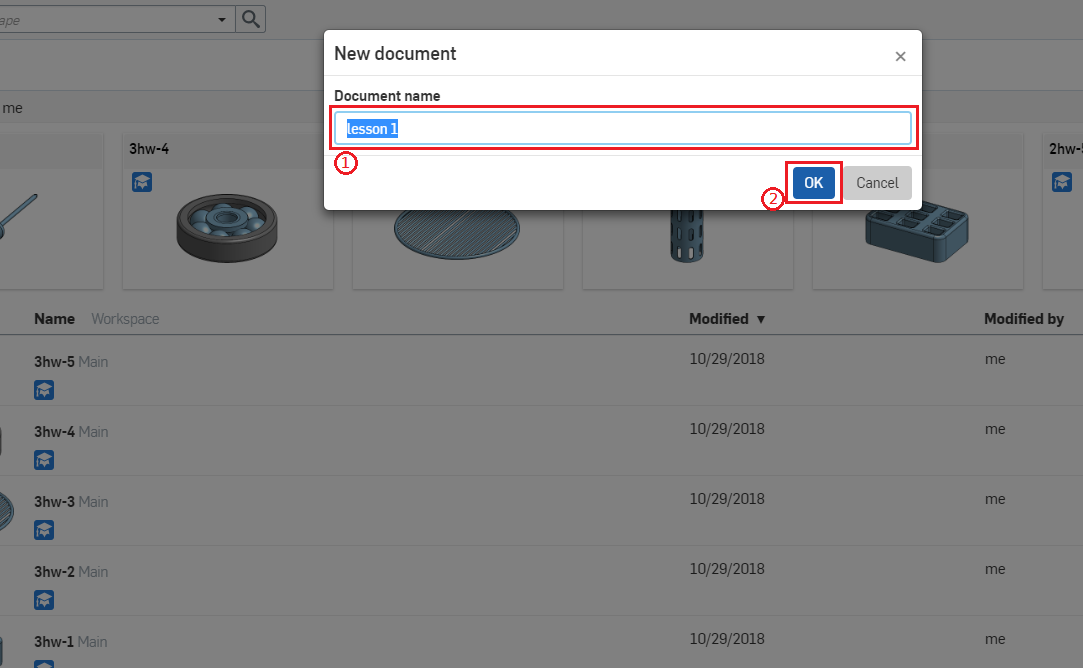 ape
New document
×
Document name
lesson 1
1
OK
Cancel
2
me
3hw-4
2hw-5
Name Workspace Modified ▼ Modified by
3hw-5 Main 10/29/2018 me
3hw-4 Main 10/29/2018 me
3hw-3 Main 10/29/2018 me
3hw-2 Main 10/29/2018 me
3hw-1 Main 10/29/2018 me